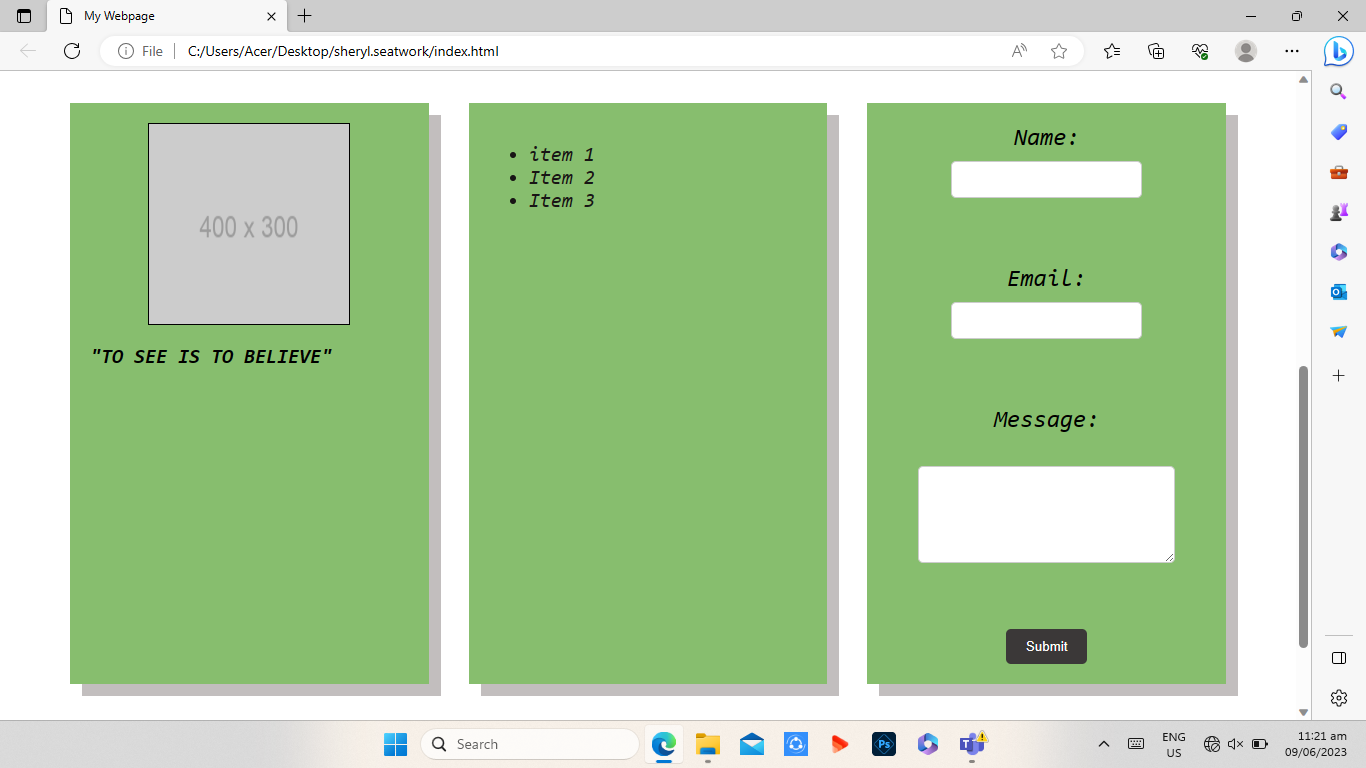 My Webpage
File
C:/Users/Acer/Desktop/sheryl.seatwork/index.html
400 x 300
"TO SEE IS TO BELIEVE"
item 1
Item 2
Item 3
Name:
Email:
Message:
Submit
Search
Ps
ENG
US
11:21 am
09/06/2023